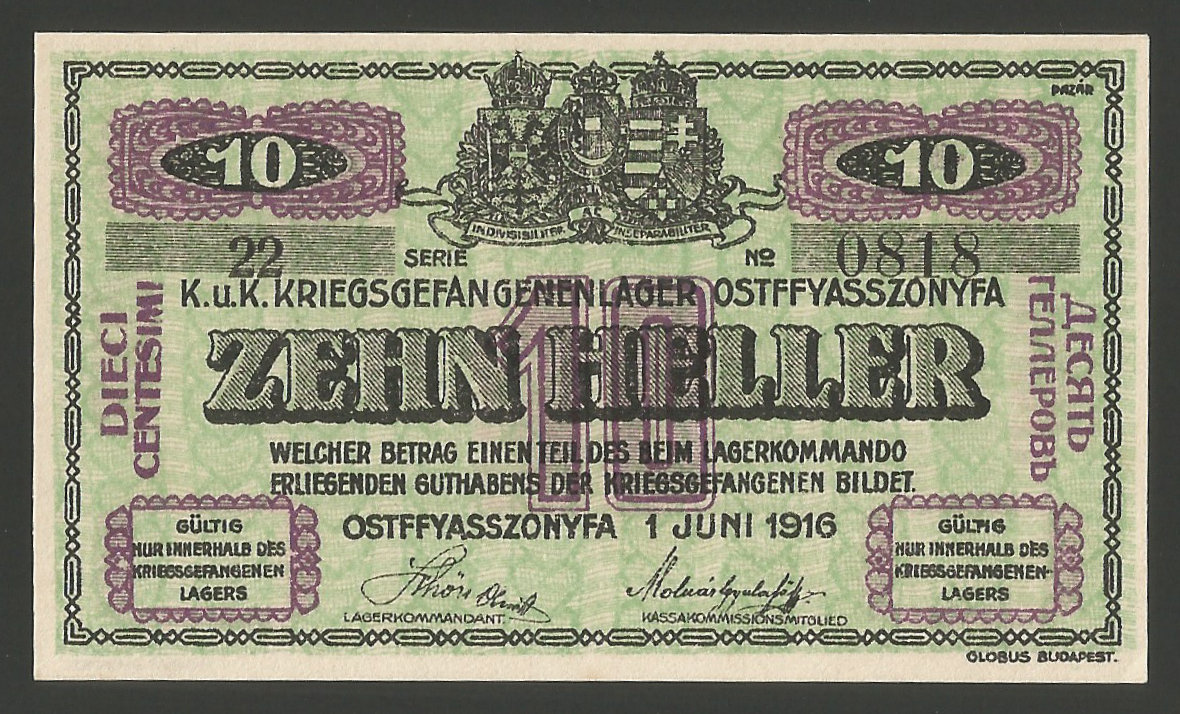 PAZÁR
10
10
INDIVISIBILITER AC INSEPARABILITER
22 SERIE № 0818
K.u.K. KRIEGSGEFANGENENLAGER OSTFFYASSZONYFA
10
ZEHN HELLER
DIECI
CENTESIMI
ДЕСЯТЬ
ГЕЛЛЕРОВЪ
WELCHER BETRAG EINEN TEIL DES BEIM LAGERKOMMANDO
ERLIEGENDEN GUTHABENS DER KRIEGSGEFANGENEN BILDET.
OSTFFYASSZONYFA 1 JUNI 1916
GÜLTIG
NUR INNERHALB DES
KRIEGSGEFANGENEN
LAGERS
LAGERKOMMANDANT.
KASSAKOMMISSIONSMITGLIED
GÜLTIG
NUR INNERHALB DES
KRIEGSGEFANGENEN-
LAGERS
GLOBUS BUDAPEST.